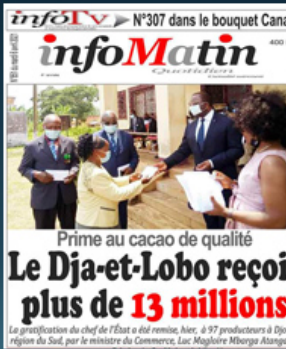 infoTv N°307 dans le bouquet Cana
400
infoMatin
Quotidien
Prime au cacao de qualité
Le Dja-et-Lobo reçoi
plus de 13 millions
La gratification du chef de l'État a été remise, hier, à 97 producteurs à Djo
région du Sud, par le ministre du Commerce, Luc Magloire Mbarga Atanga